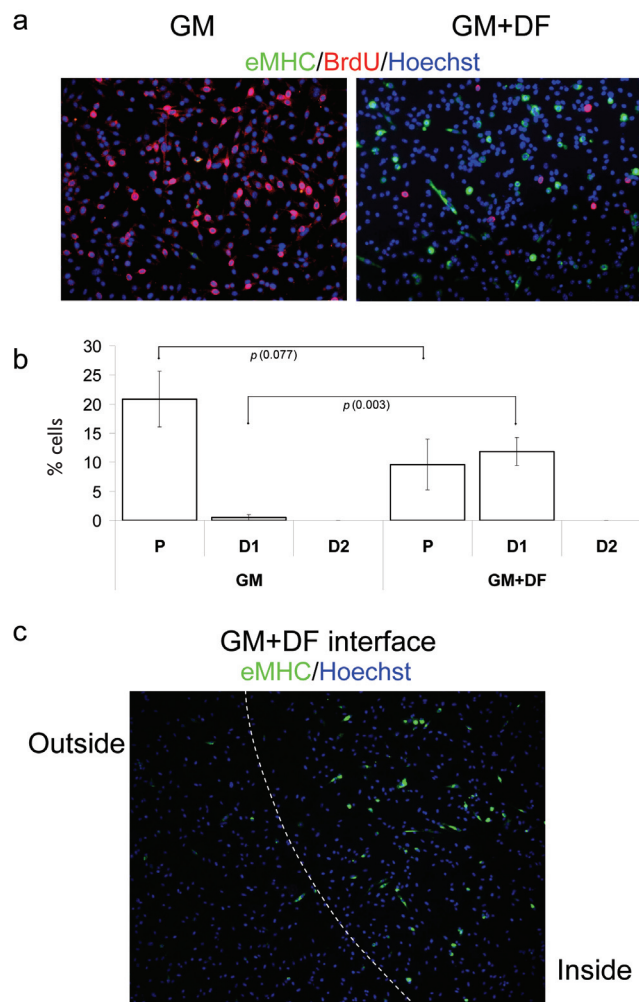 a
GM GM+DF
eMHC/BrdU/Hoechst
b
30
25
20
15
10
5
0
% cells
p (0.077)
p (0.003)
P D1 D2 P D1 D2
GM GM+DF
c
GM+DF interface
eMHC/Hoechst
Outside
Inside